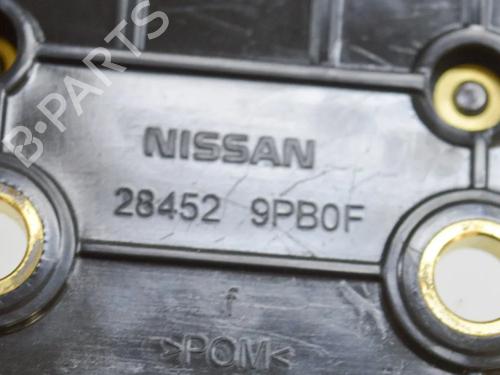 B-PARTS
NISSAN
28452 9PB0F
f
>POM<